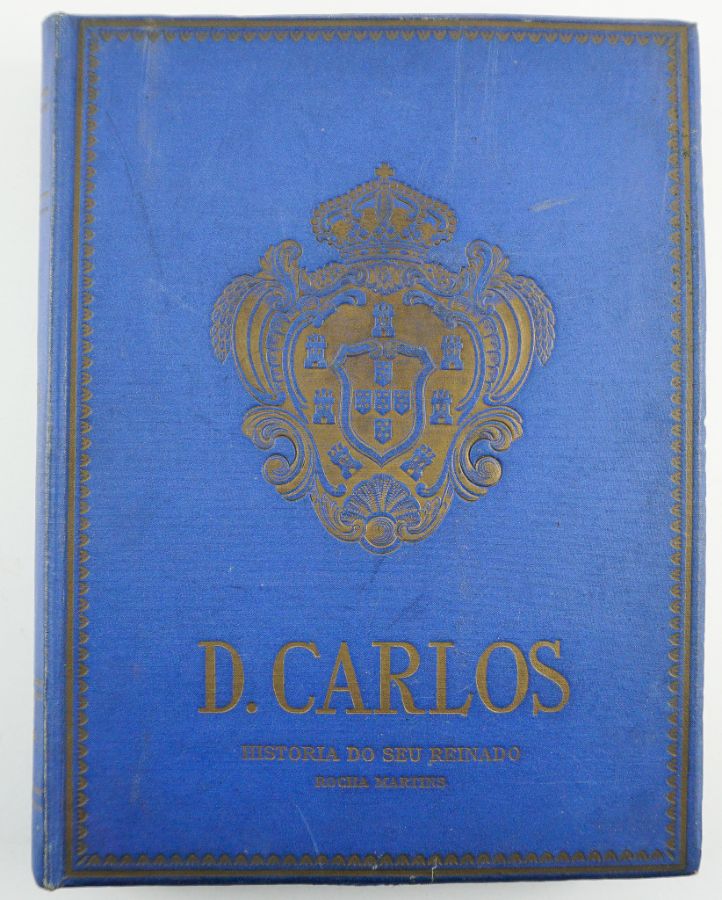 D. CARLOS
HISTORIA DO SEU REINADO
ROCHA MARTINS